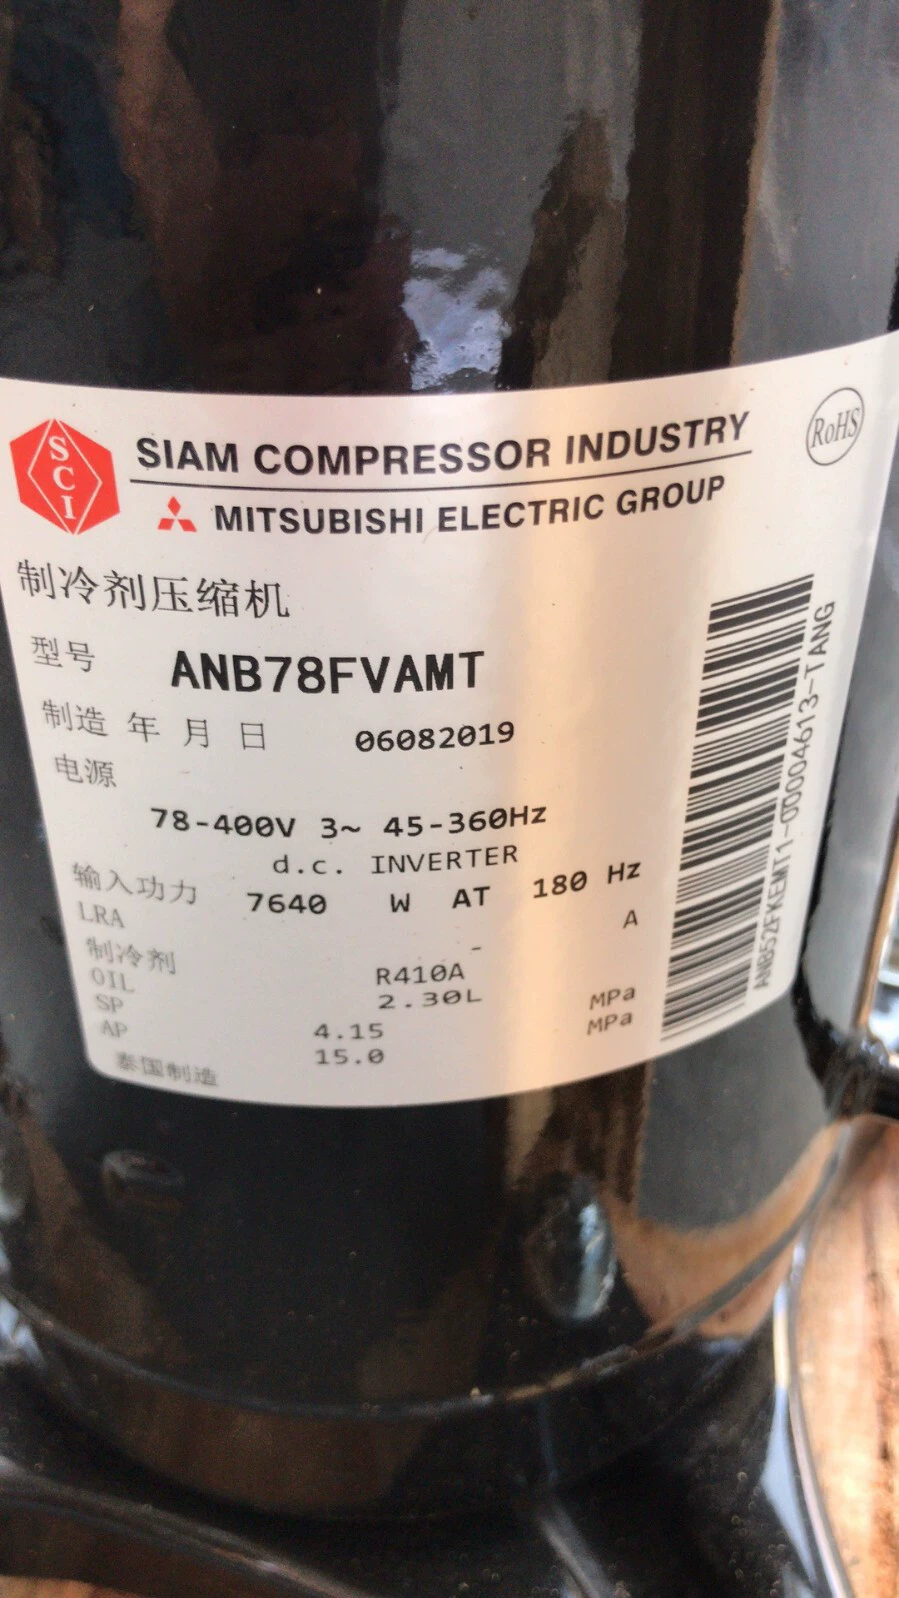 SCI
SIAM COMPRESSOR INDUSTRY
MITSUBISHI ELECTRIC GROUP
RoHS
制冷剂压缩机
型号 ANB78FVAMT
制造 年 月 日 06082019
电源
78-400V 3~ 45-360Hz
d.c. INVERTER
输入功力 7640 W AT 180 Hz
LRA - A
制冷剂 R410A
OIL 2.30L
SP 4.15 MPa
AP 15.0 MPa
泰国制造
ANB52FKEMT1-00004613-TANG